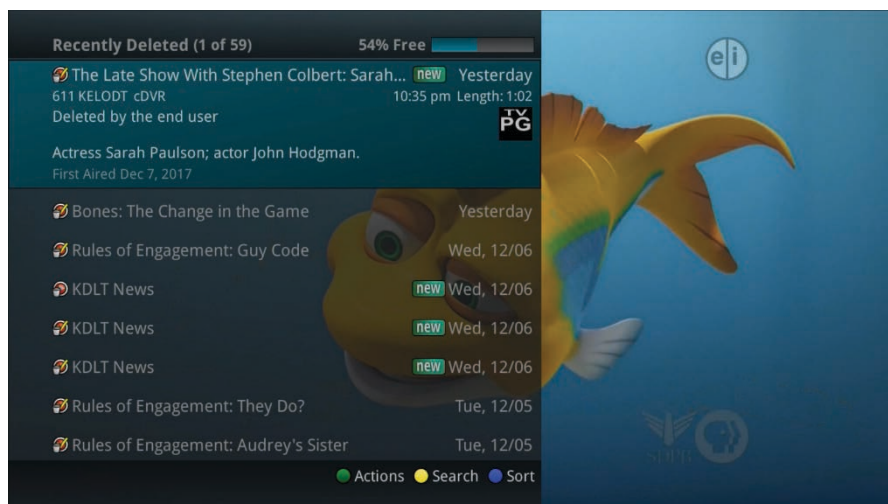 Recently Deleted (1 of 59) 54% Free
The Late Show With Stephen Colbert: Sarah... new Yesterday
611 KELODT cDVR 10:35 pm Length: 1:02
Deleted by the end user
TV
PG
Actress Sarah Paulson; actor John Hodgman.
First Aired Dec 7, 2017
Bones: The Change in the Game Yesterday
Rules of Engagement: Guy Code Wed, 12/06
KDLT News new Wed, 12/06
KDLT News new Wed, 12/06
KDLT News new Wed, 12/06
Rules of Engagement: They Do? Tue, 12/05
Rules of Engagement: Audrey's Sister Tue, 12/05
Actions Search Sort
e i
SDPB